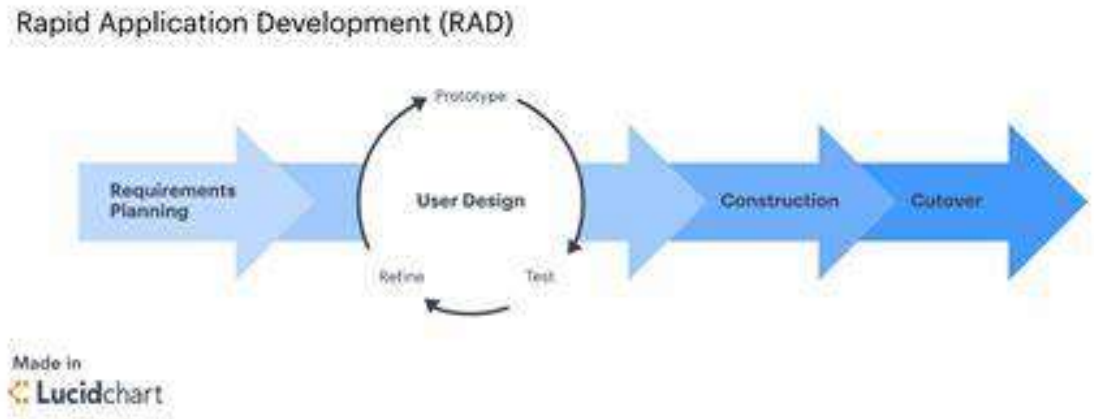 Rapid Application Development (RAD)
Prototype
Requirements
Planning
User Design
Construction
Cutover
Refine
Test
Made in
Lucidchart